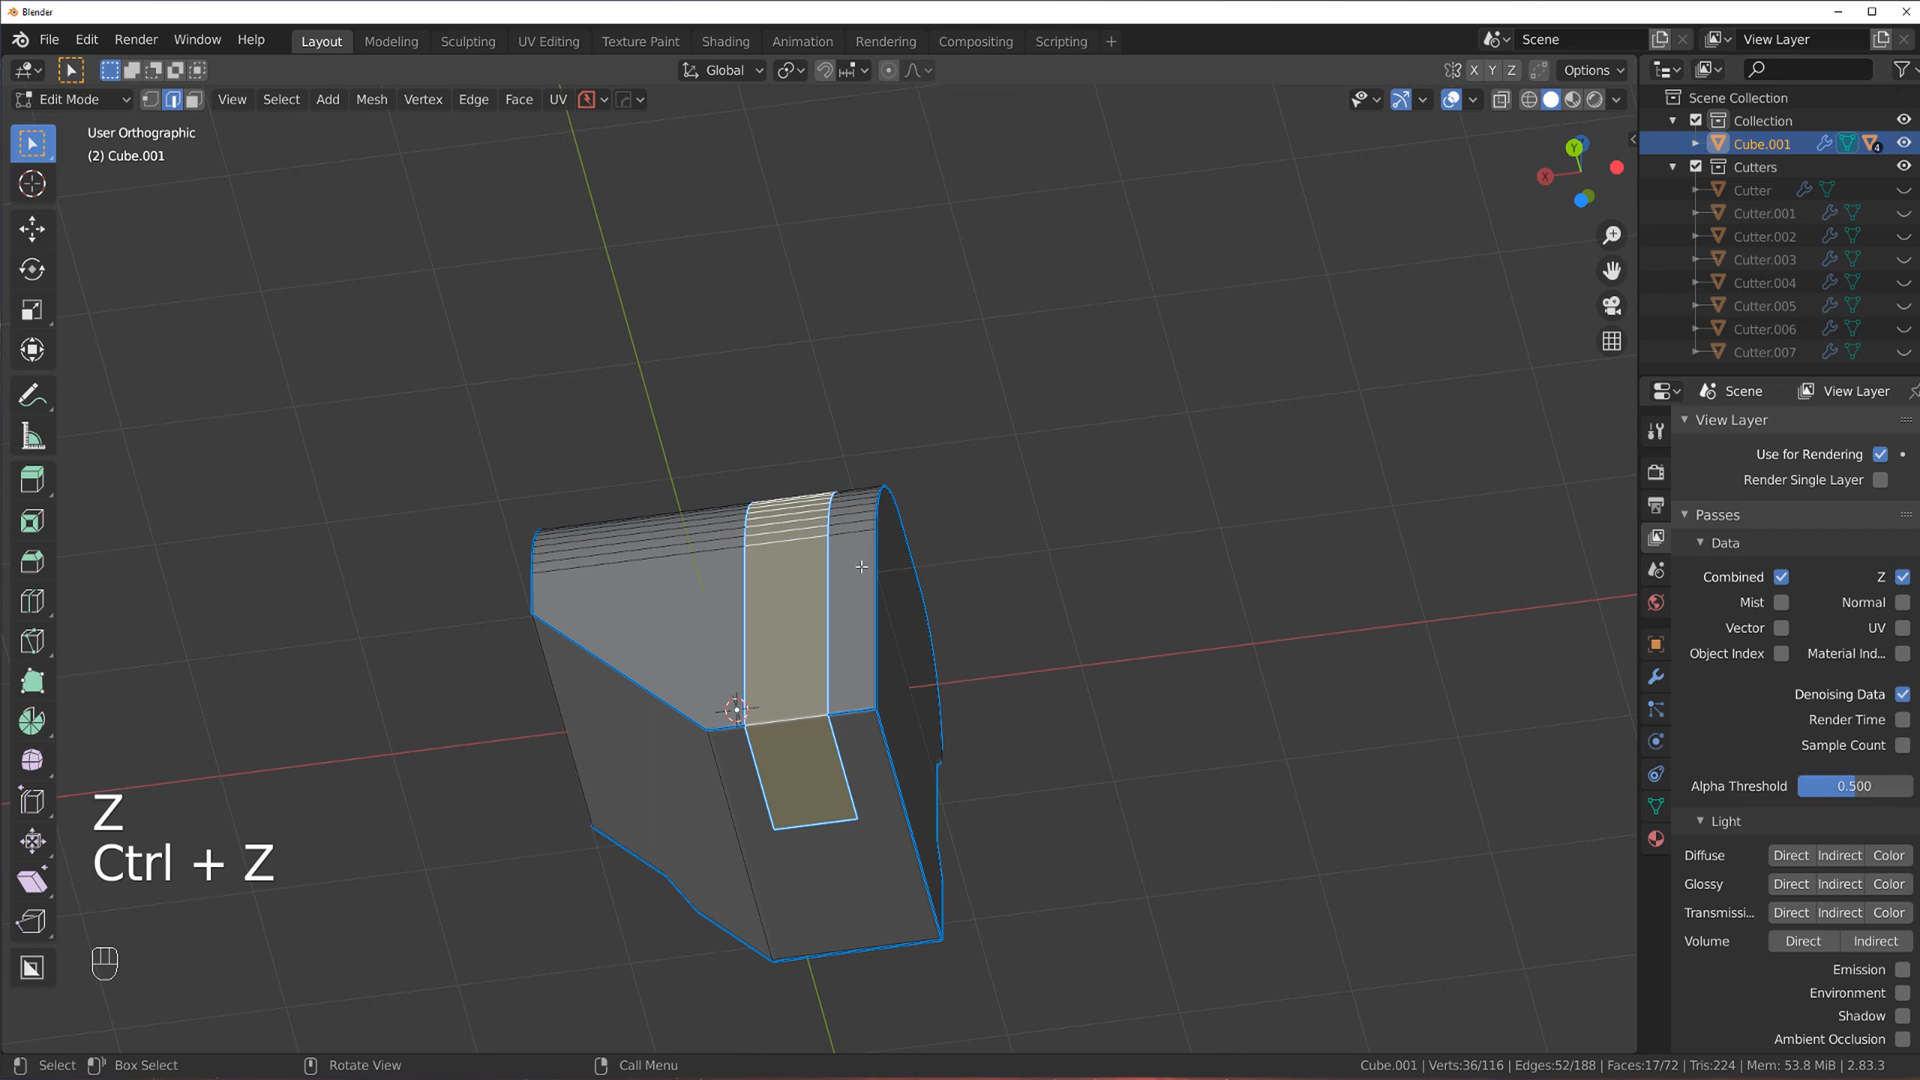 Blender
File Edit Render Window Help Layout Modeling Sculpting UV Editing Texture Paint Shading Animation Rendering Compositing Scripting + Scene View Layer
Global X Y Z Options
Edit Mode View Select Add Mesh Vertex Edge Face UV
User Orthographic
(2) Cube.001
Y
X
Z
Ctrl + Z
Scene Collection
Collection
Cube.001 4
Cutters
Cutter
Cutter.001
Cutter.002
Cutter.003
Cutter.004
Cutter.005
Cutter.006
Cutter.007
Scene View Layer
View Layer
Use for Rendering
Render Single Layer
Passes
Data
Combined Z
Mist Normal
Vector UV
Object Index Material Ind...
Denoising Data
Render Time
Sample Count
Alpha Threshold 0.500
Light
Diffuse Direct Indirect Color
Glossy Direct Indirect Color
Transmissi... Direct Indirect Color
Volume Direct Indirect
Emission
Environment
Shadow
Ambient Occlusion
Select Box Select Rotate View Call Menu Cube.001 | Verts:36/116 | Edges:52/188 | Faces:17/72 | Tris:224 | Mem: 53.8 MiB | 2.83.3